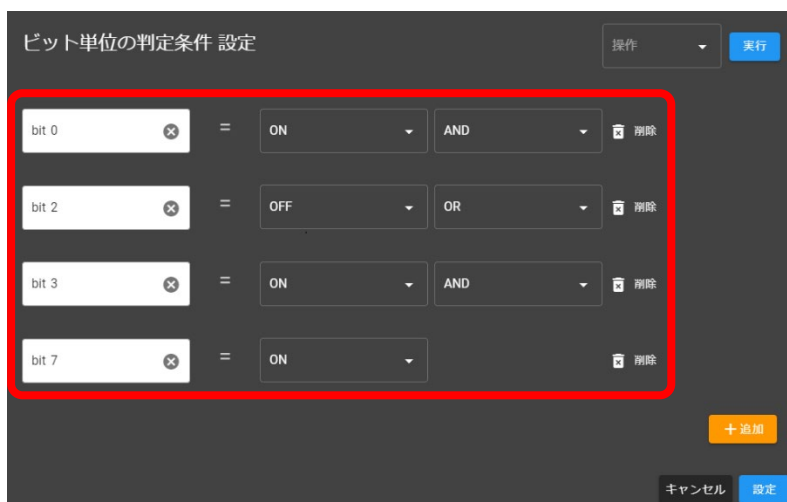 ビット単位の判定条件 設定
操作 実行
bit 0 = ON AND 削除
bit 2 = OFF OR 削除
bit 3 = ON AND 削除
bit 7 = ON 削除
+追加
キャンセル 設定